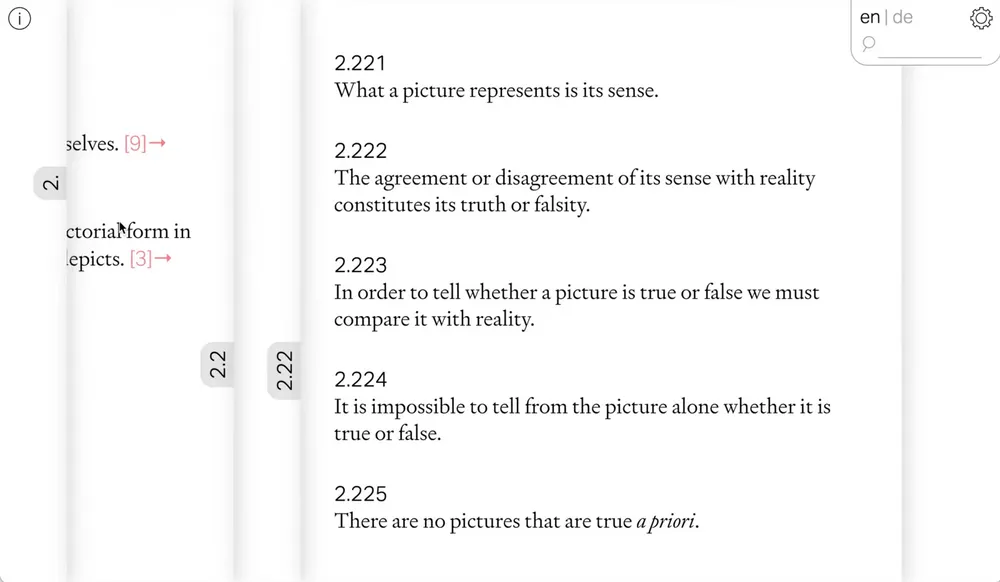 en | de
selves. [9]→
2.
ctorial form in
depicts. [3]→
2.2
2.22
2.221
What a picture represents is its sense.
2.222
The agreement or disagreement of its sense with reality
constitutes its truth or falsity.
2.223
In order to tell whether a picture is true or false we must
compare it with reality.
2.224
It is impossible to tell from the picture alone whether it is
true or false.
2.225
There are no pictures that are true a priori.